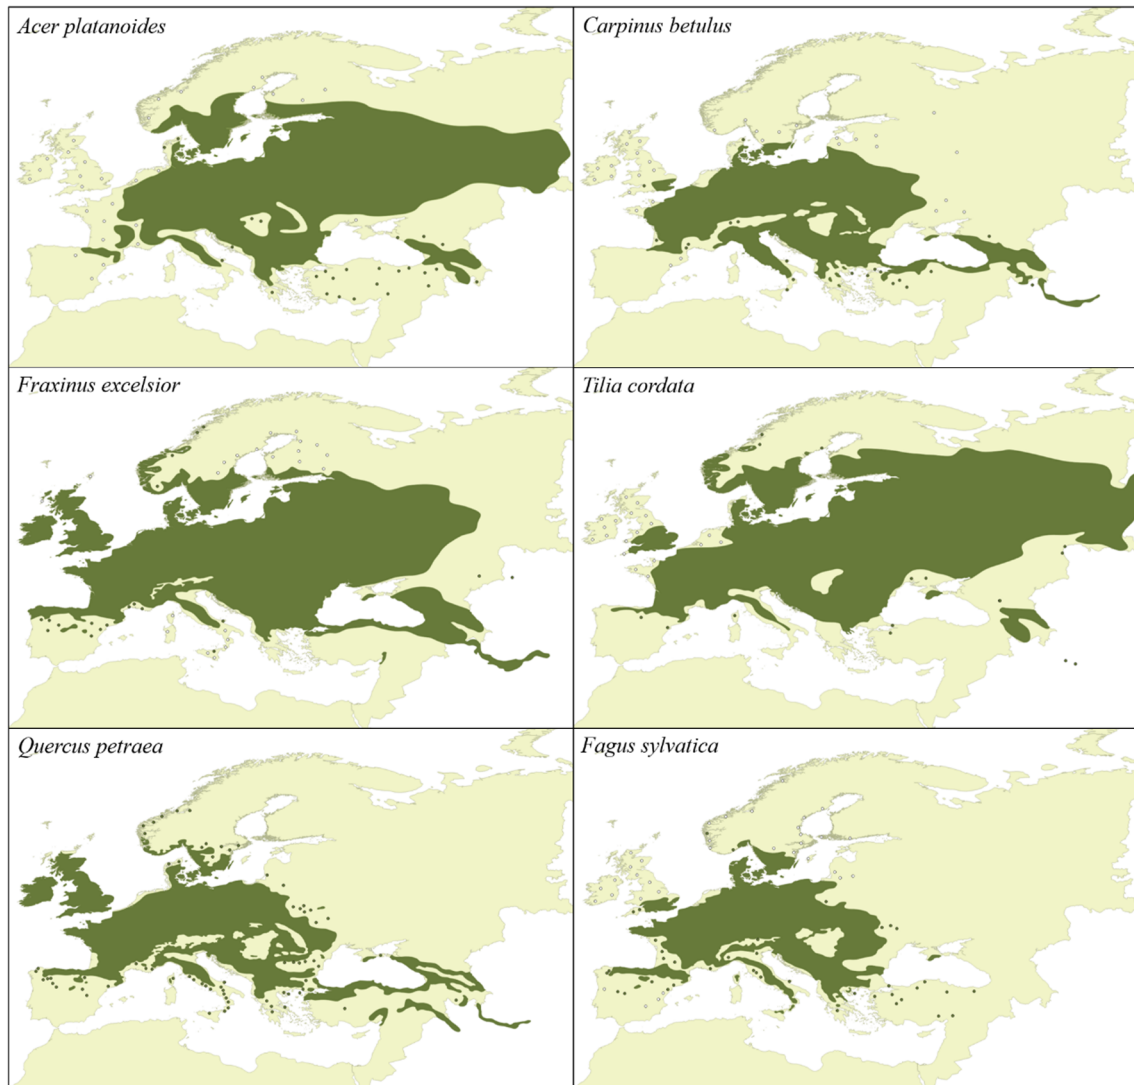 Acer platanoides
Carpinus betulus
Fraxinus excelsior
Tilia cordata
Quercus petraea
Fagus sylvatica